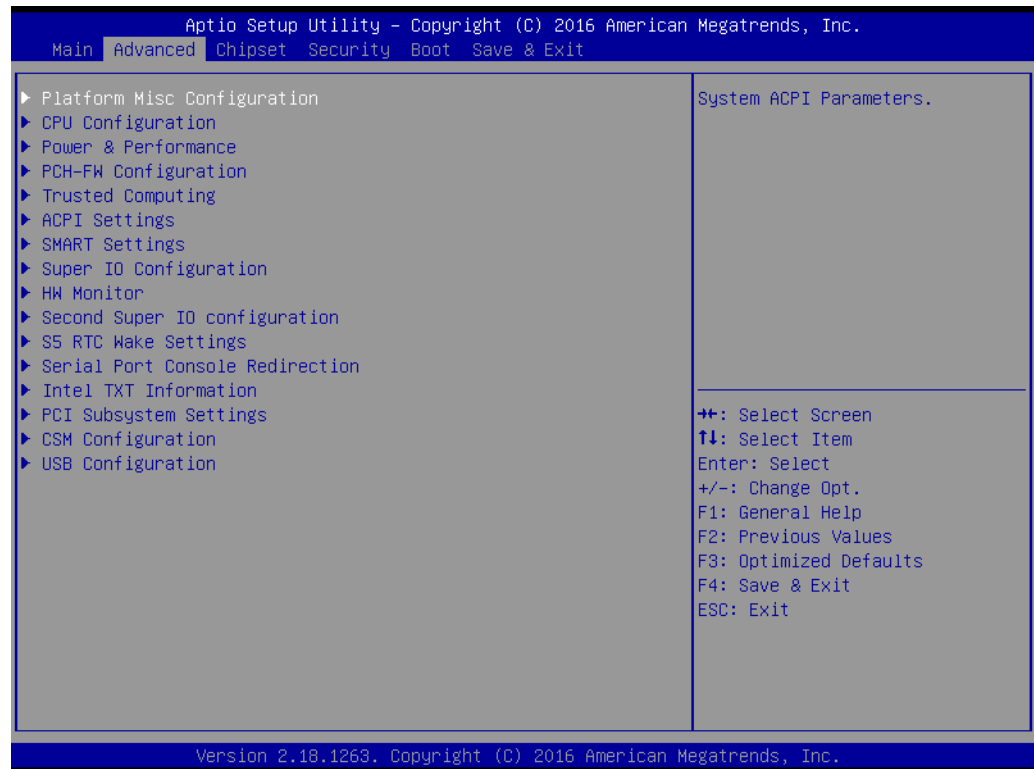 Aptio Setup Utility – Copyright (C) 2016 American Megatrends, Inc.
Main Advanced Chipset Security Boot Save & Exit
Platform Misc Configuration
CPU Configuration
Power & Performance
PCH-FW Configuration
Trusted Computing
ACPI Settings
SMART Settings
Super IO Configuration
HW Monitor
Second Super IO configuration
S5 RTC Wake Settings
Serial Port Console Redirection
Intel TXT Information
PCI Subsystem Settings
CSM Configuration
USB Configuration
System ACPI Parameters.
→←: Select Screen
↑↓: Select Item
Enter: Select
+/-: Change Opt.
F1: General Help
F2: Previous Values
F3: Optimized Defaults
F4: Save & Exit
ESC: Exit
Version 2.18.1263. Copyright (C) 2016 American Megatrends, Inc.